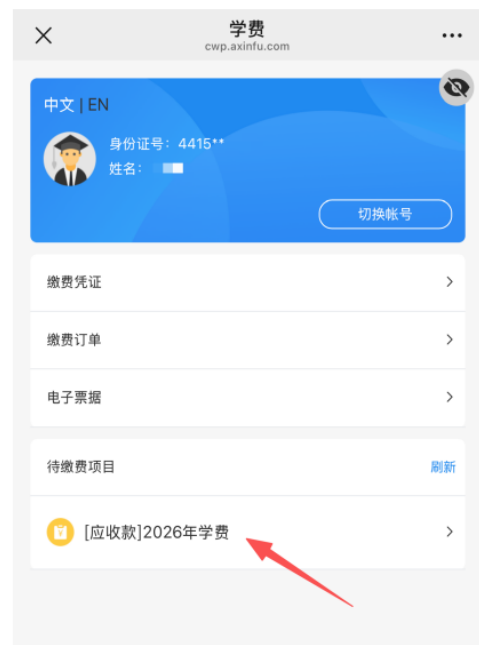 学费
cwp.axinfu.com
中文 | EN
身份证号：4415**
姓名：
切换帐号
缴费凭证
缴费订单
电子票据
待缴费项目
刷新
[应收款]2026年学费